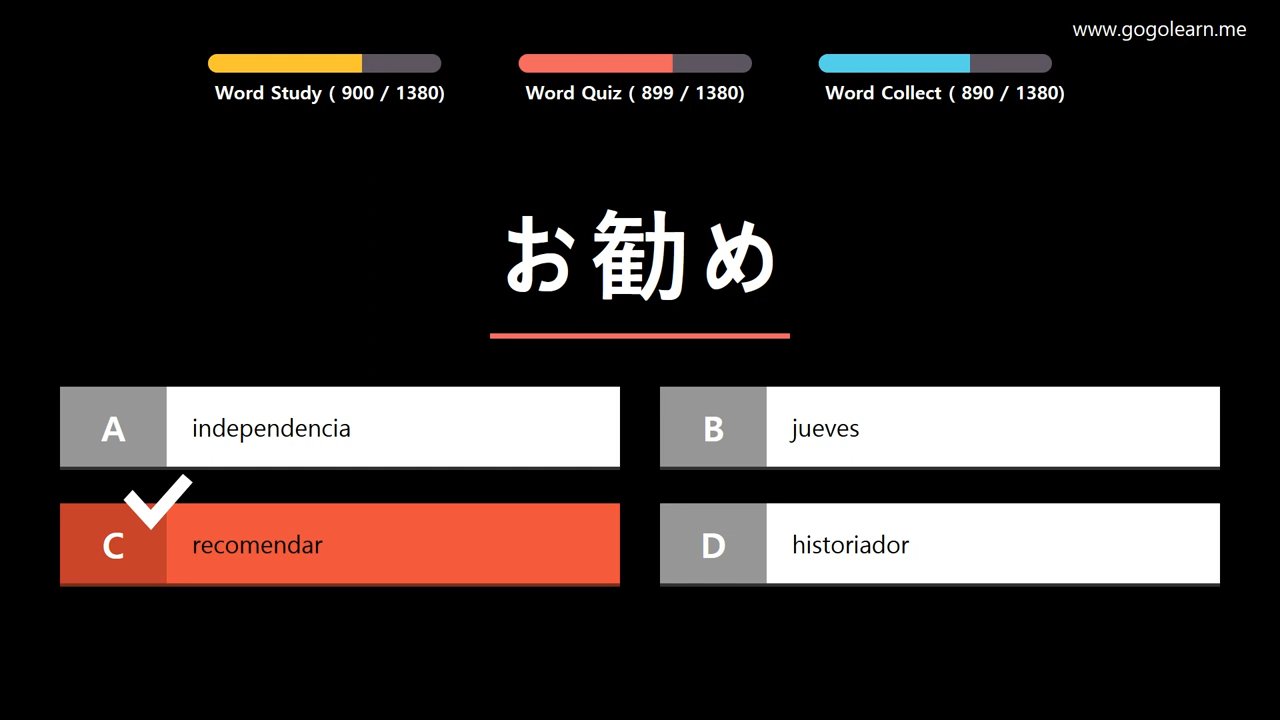 www.gogolearn.me
Word Study ( 900 / 1380)
Word Quiz ( 899 / 1380)
Word Collect ( 890 / 1380)
お勧め
A independencia
B jueves
C recomendar
D historiador